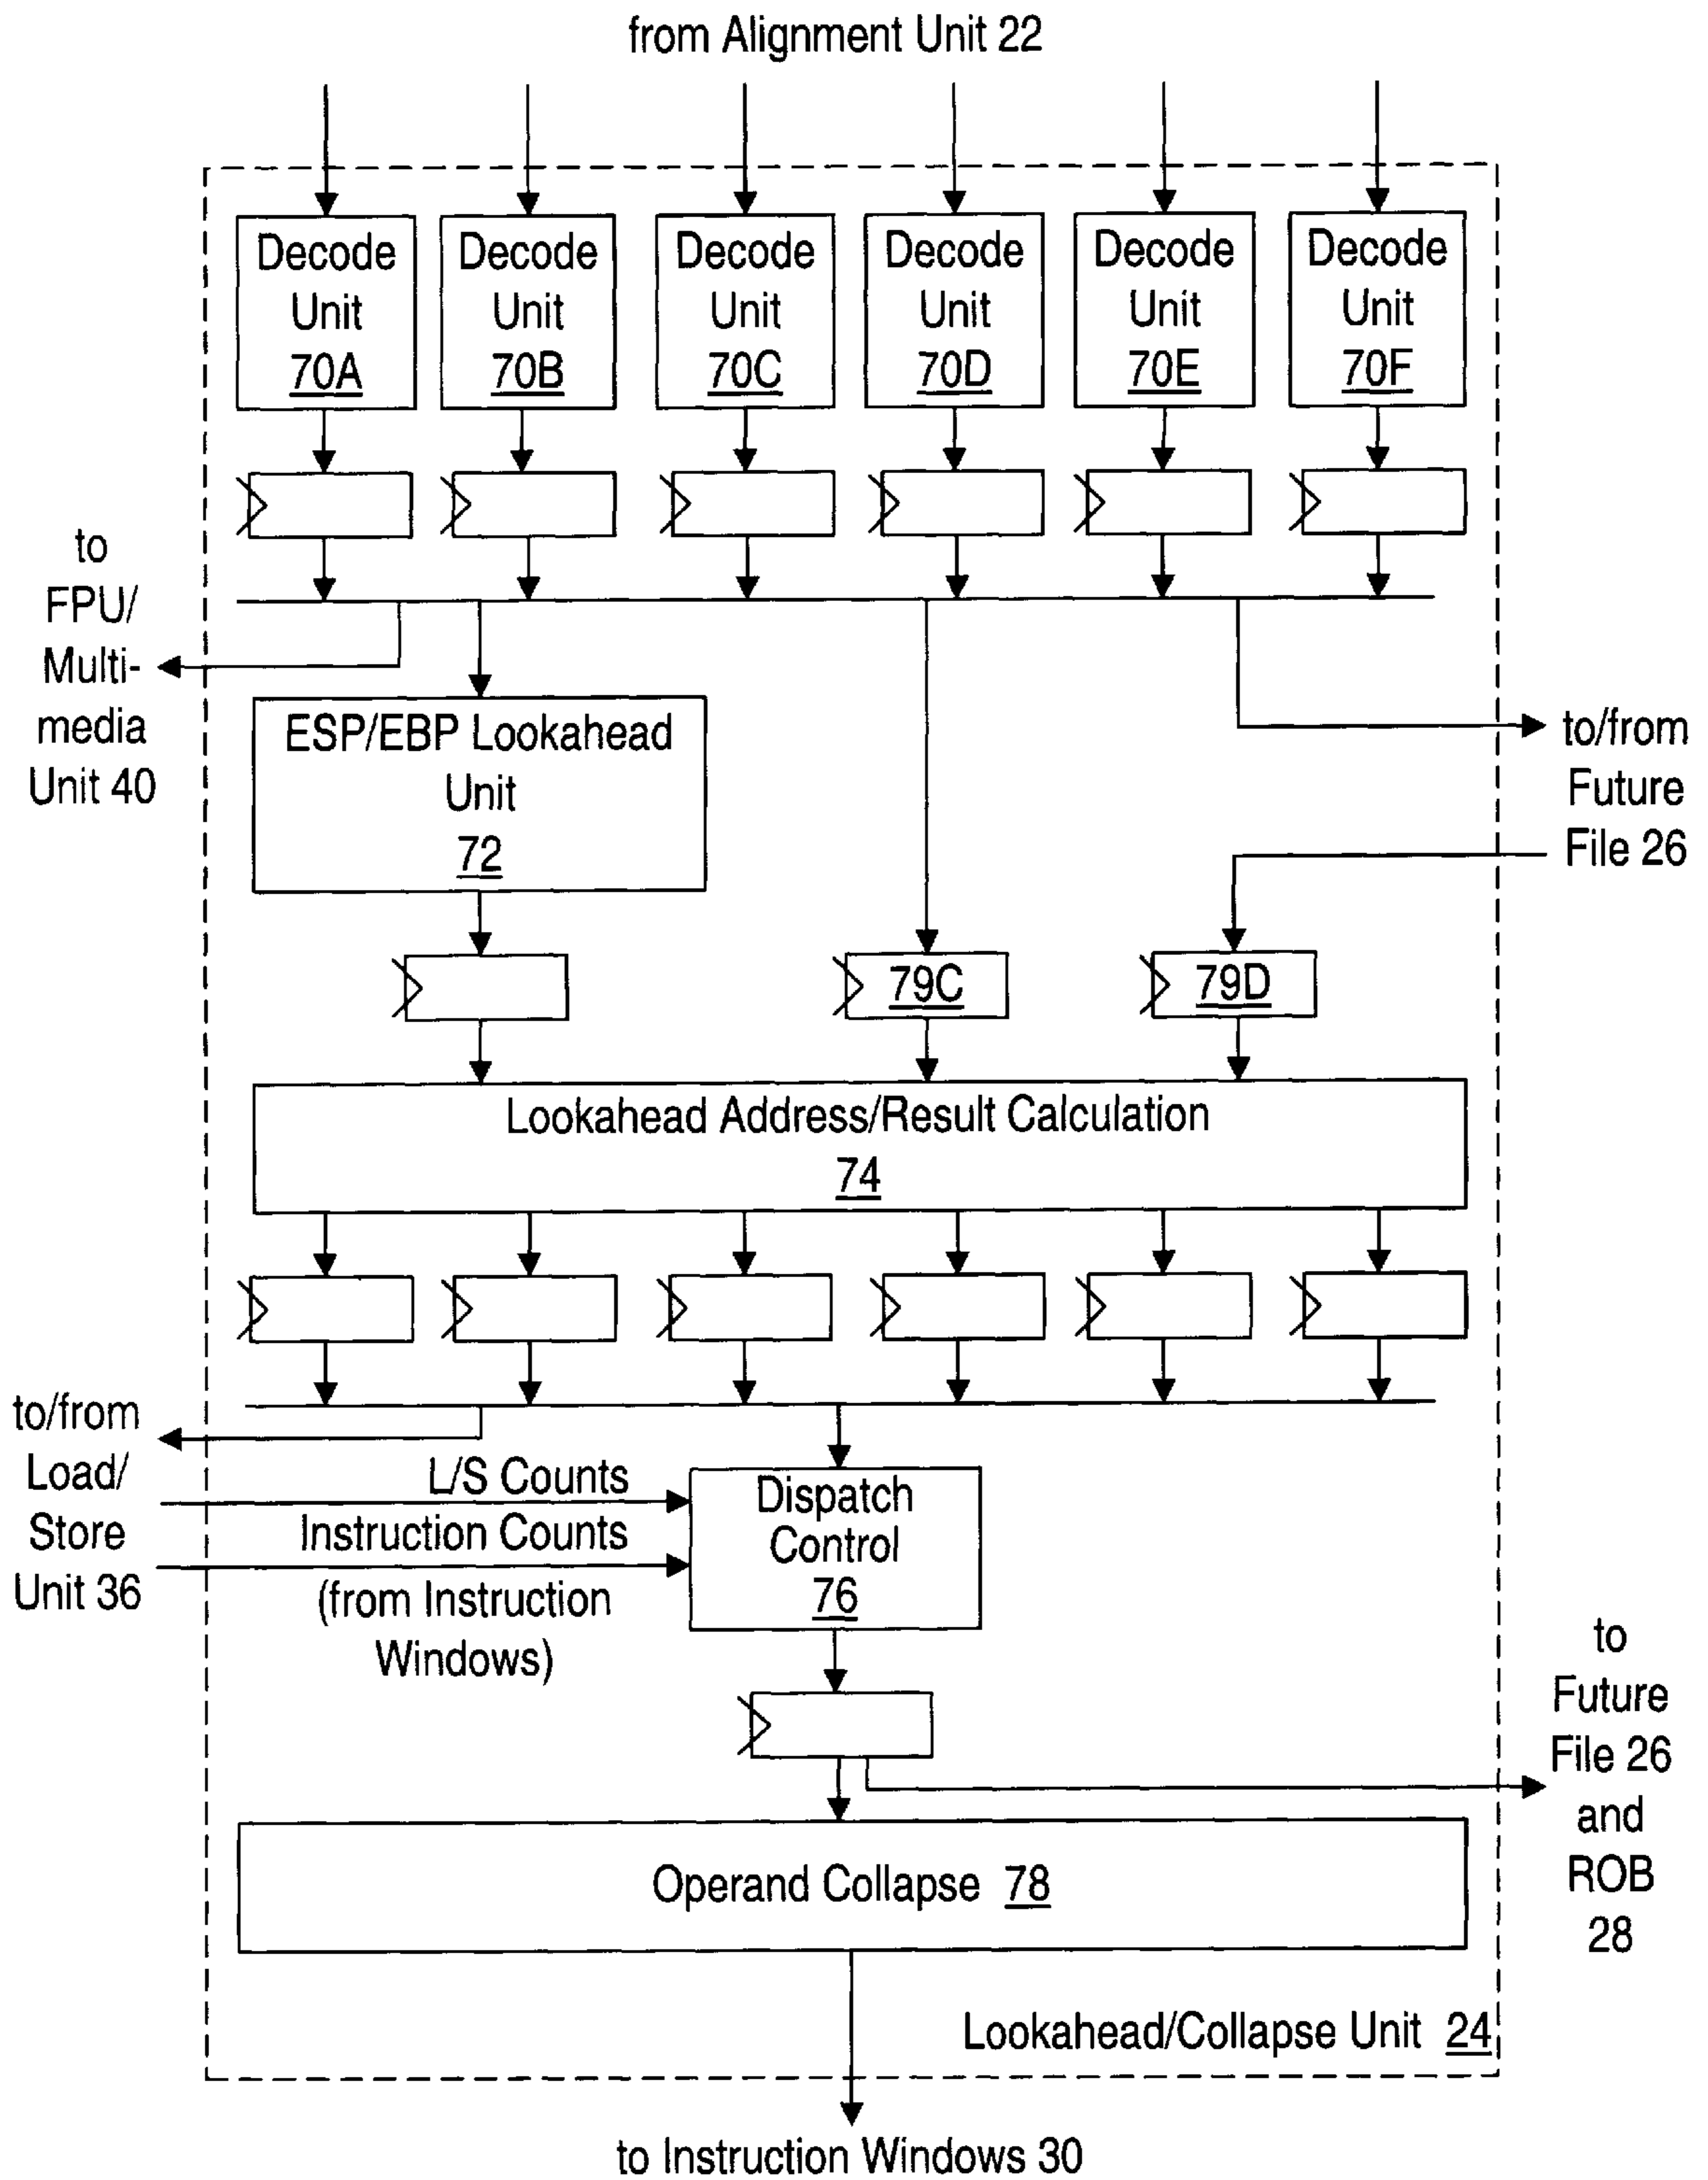 from Alignment Unit 22
Decode
Unit
70A
Decode
Unit
70B
Decode
Unit
70C
Decode
Unit
70D
Decode
Unit
70E
Decode
Unit
70F
to
FPU/
Multi-
media
Unit 40
ESP/EBP Lookahead
Unit
72
to/from
Future
File 26
79C
79D
Lookahead Address/Result Calculation
74
to/from
Load/
Store
Unit 36
L/S Counts
Instruction Counts
(from Instruction
Windows)
Dispatch
Control
76
to
Future
File 26
and
ROB
28
Operand Collapse 78
Lookahead/Collapse Unit 24
to Instruction Windows 30